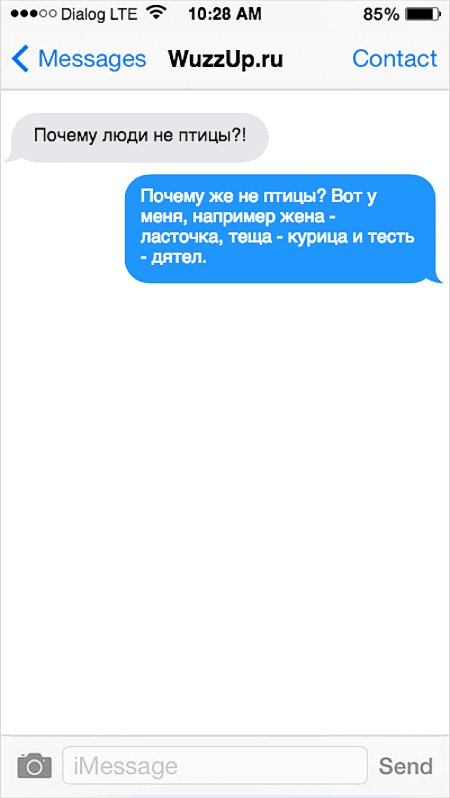 Dialog LTE 10:28 AM 85%
Messages WuzzUp.ru Contact
Почему люди не птицы?!
Почему же не птицы? Вот у
меня, например жена -
ласточка, теща - курица и тесть
- дятел.
iMessage Send